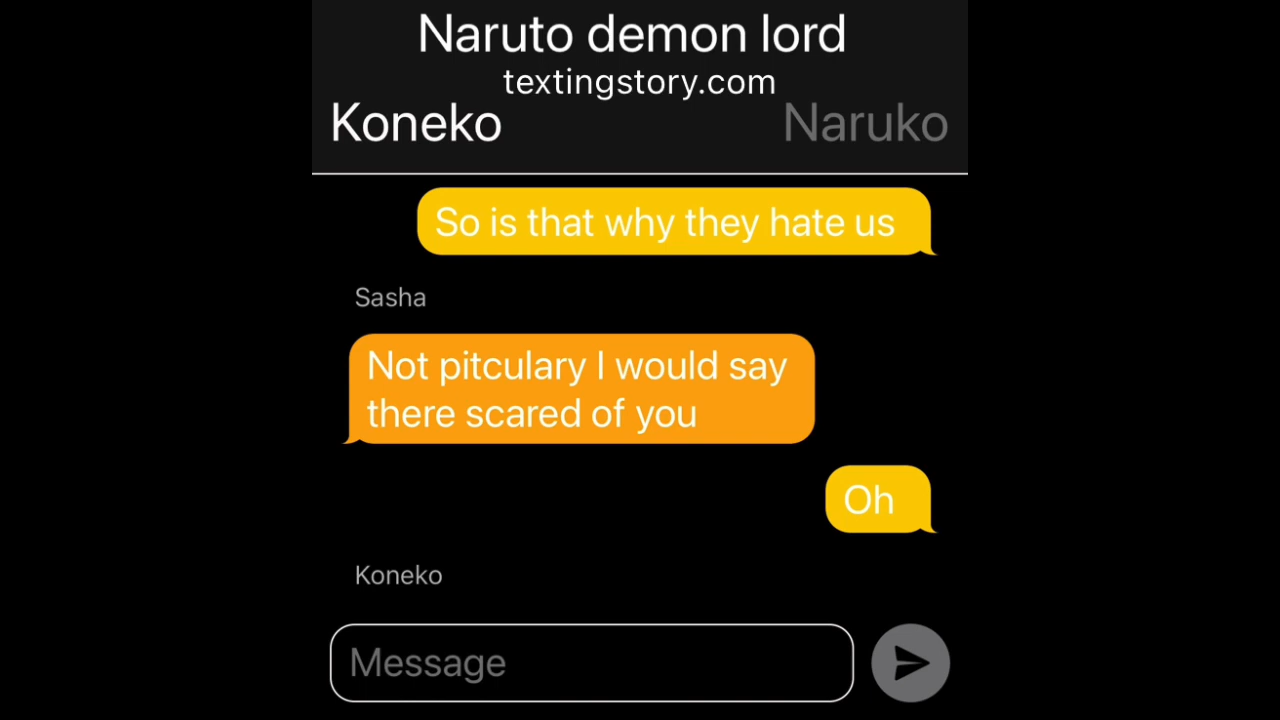 Naruto demon lord
textingstory.com
Koneko Naruko
So is that why they hate us
Sasha
Not pitculary I would say
there scared of you
Oh
Koneko
Message